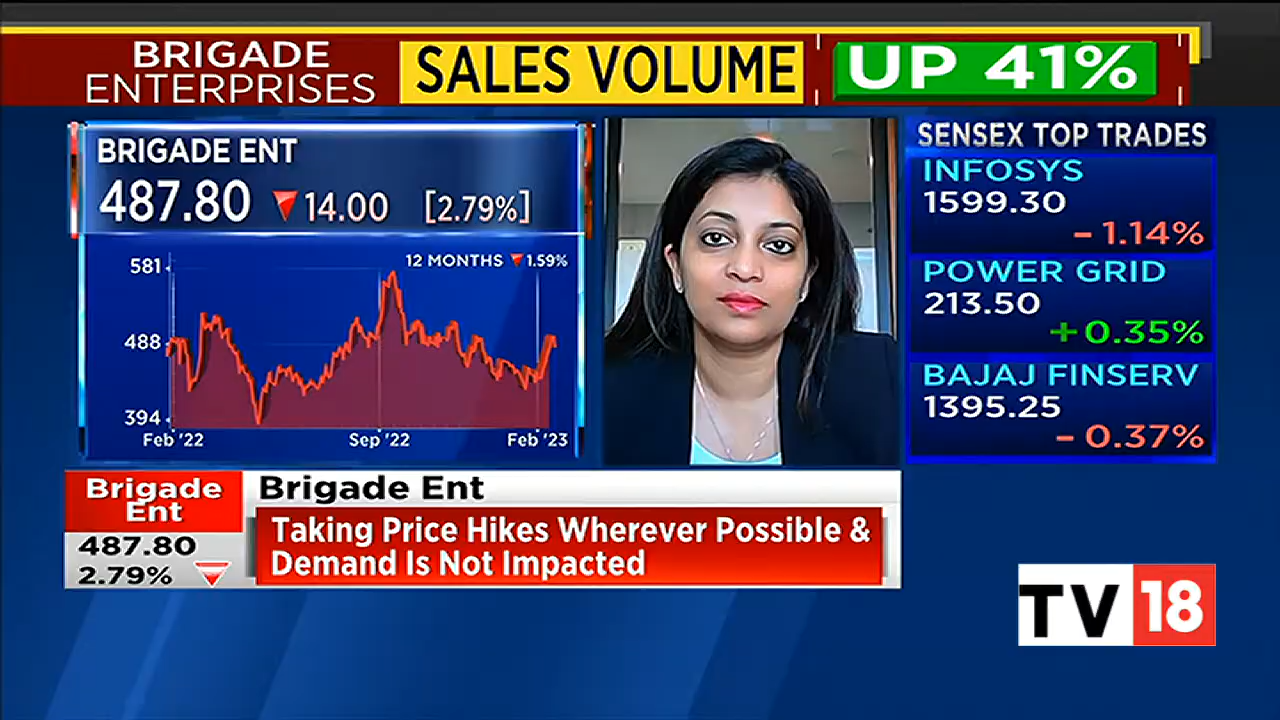 BRIGADE
ENTERPRISES
SALES VOLUME
UP 41%
BRIGADE ENT
487.80 ▼ 14.00 [2.79%]
12 MONTHS ▼ 1.59%
581
488
394
Feb '22 Sep '22 Feb '23
SENSEX TOP TRADES
INFOSYS
1599.30
- 1.14%
POWER GRID
213.50
+ 0.35%
BAJAJ FINSERV
1395.25
- 0.37%
Brigade
Ent
487.80
2.79% ▼
Brigade Ent
Taking Price Hikes Wherever Possible &
Demand Is Not Impacted
TV 18